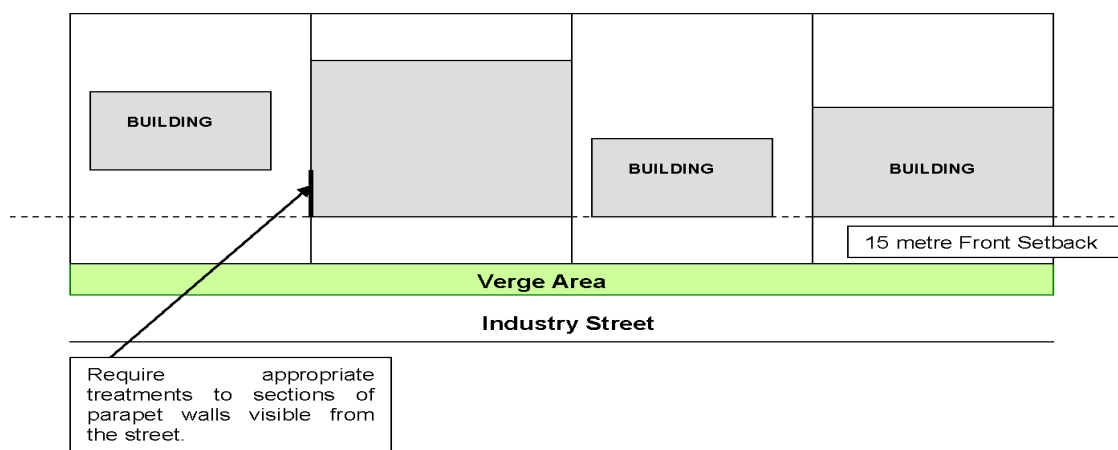 BUILDING
BUILDING
BUILDING
15 metre Front Setback
Verge Area
Industry Street
Require appropriate
treatments to sections of
parapet walls visible from
the street.